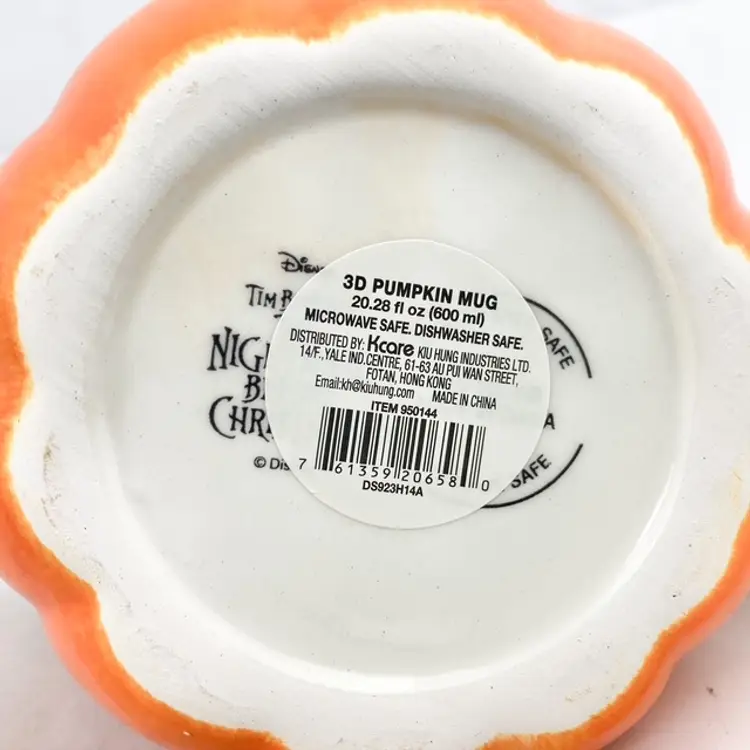 3D PUMPKIN MUG
20.28 fl oz (600 ml)
MICROWAVE SAFE. DISHWASHER SAFE.
DISTRIBUTED BY: Kcare KIU HUNG INDUSTRIES LTD.
14/F., YALE IND.CENTRE, 61-63 AU PUI WAN STREET,
FOTAN, HONG KONG
Email:kh@kiuhung.com MADE IN CHINA
ITEM 950144
7 61359 20658 0
DS923H14A
TIM
SAFE
SAFE